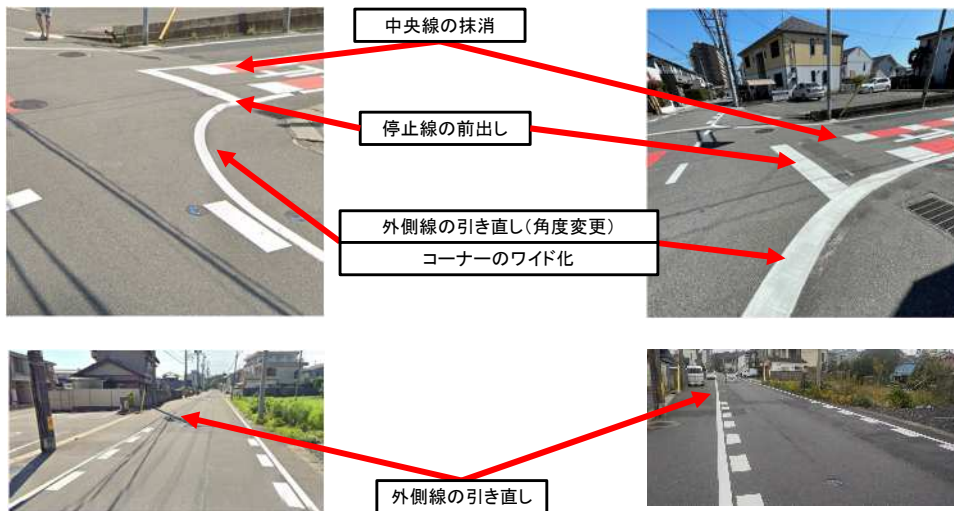 中央線の抹消
停止線の前出し
外側線の引き直し(角度変更)
コーナーのワイド化
外側線の引き直し